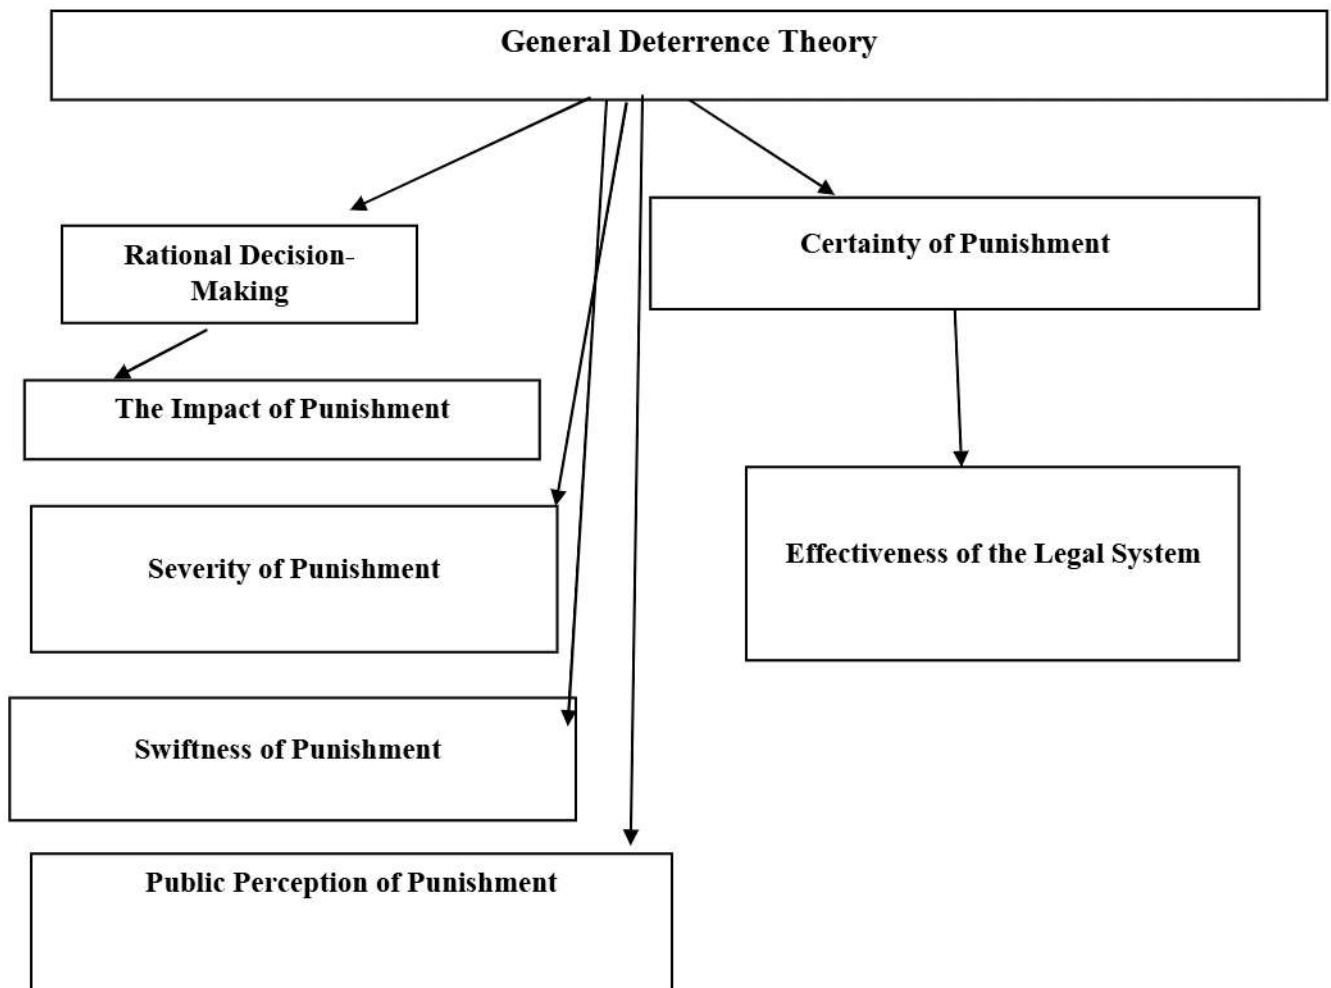 General Deterrence Theory
Rational Decision-
Making
Certainty of Punishment
The Impact of Punishment
Severity of Punishment
Effectiveness of the Legal System
Swiftness of Punishment
Public Perception of Punishment